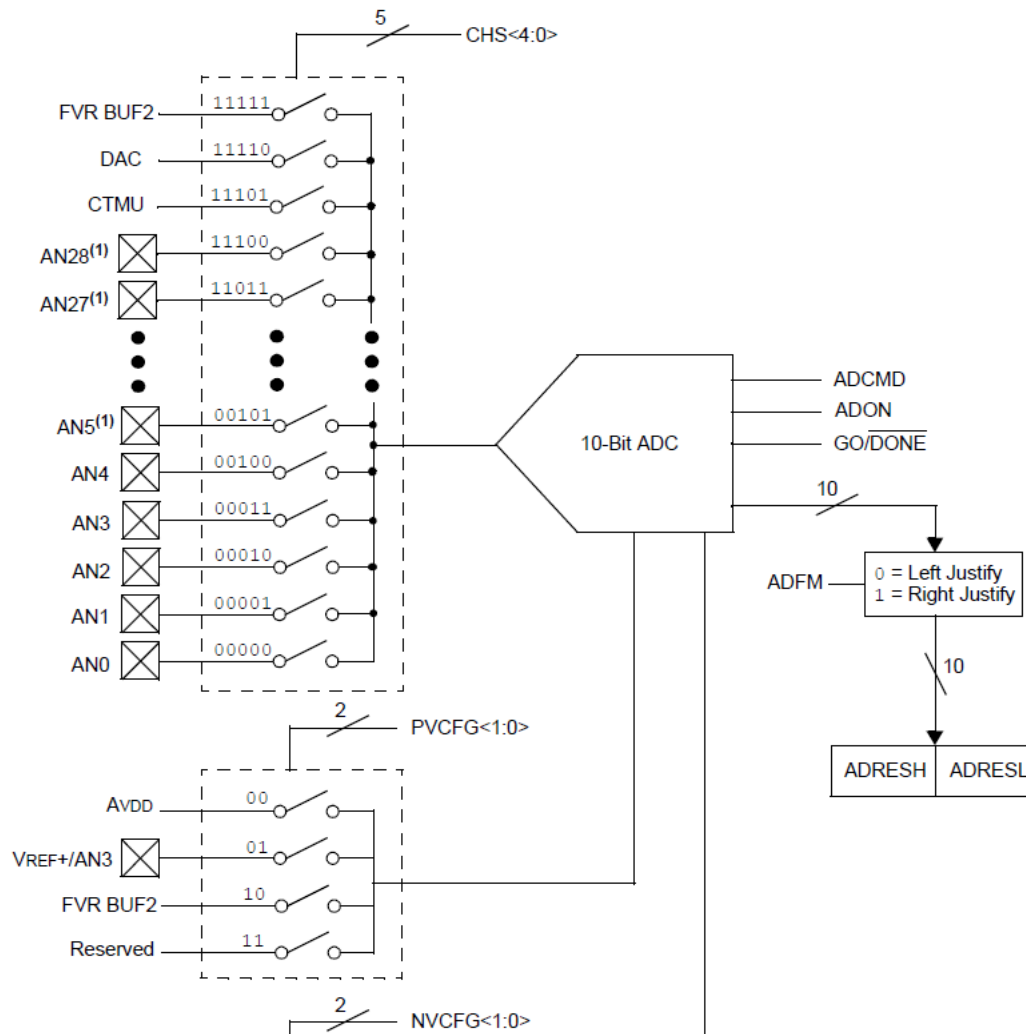 5
CHS<4:0>
FVR BUF2 11111
DAC 11110
CTMU 11101
AN28(1) 11100
AN27(1) 11011
AN5(1) 00101
AN4 00100
AN3 00011
AN2 00010
AN1 00001
AN0 00000
10-Bit ADC
ADCMD
ADON
GO/DONE
10
ADFM
0 = Left Justify
1 = Right Justify
10
ADRESH ADRESL
2
PVCFG<1:0>
AVDD 00
VREF+/AN3 01
FVR BUF2 10
Reserved 11
2
NVCFG<1:0>